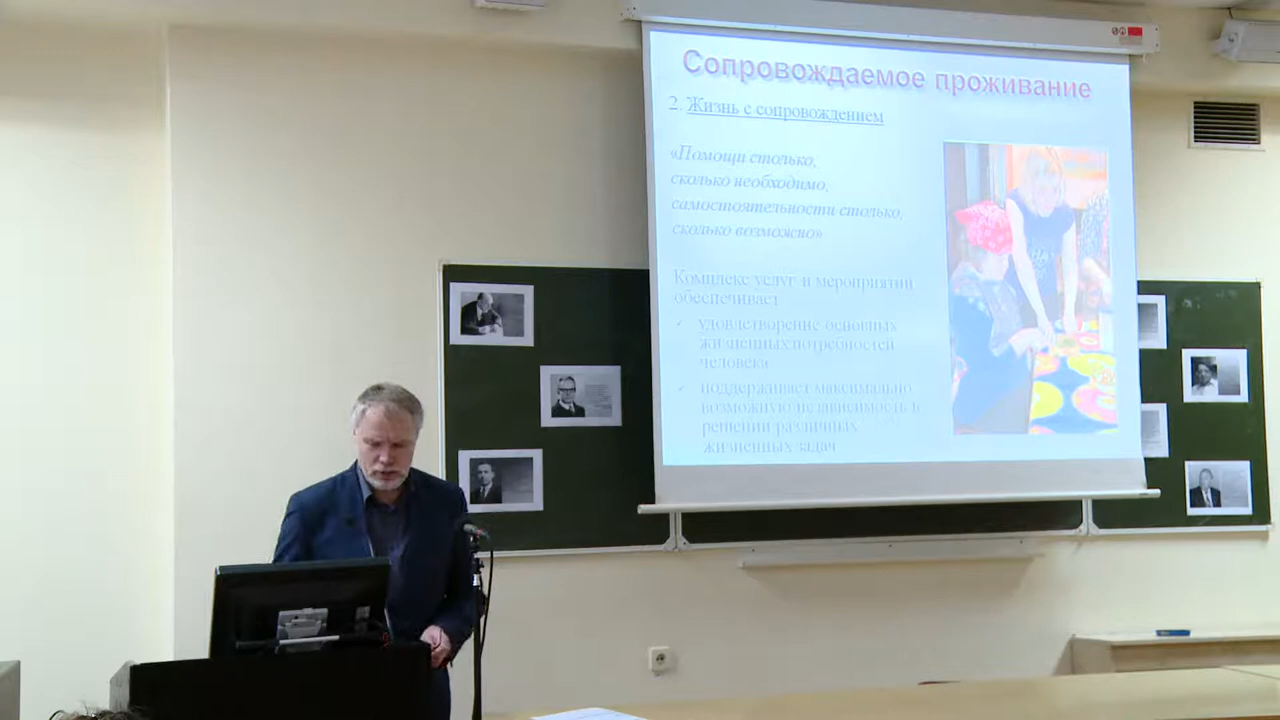 Сопровождаемое проживание
2. Жизнь с сопровождением
«Помощи столько,
сколько необходимо,
самостоятельности столько,
сколько возможно»
Комплекс услуг и мероприятий
обеспечивает
✓ удовлетворение основных
жизненных потребностей
человека
✓ поддерживает максимально
возможную независимость в
решении различных
жизненных задач